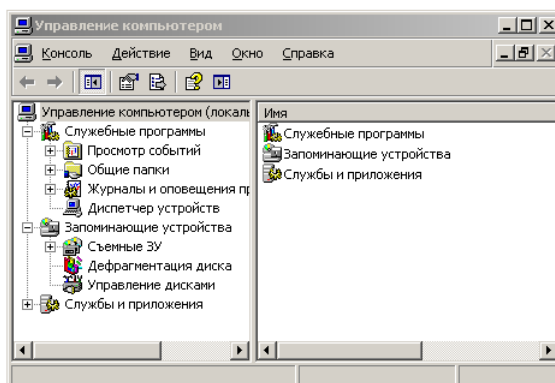 Управление компьютером
Консоль Действие Вид Окно Справка
Управление компьютером (локаль
Служебные программы
Просмотр событий
Общие папки
Журналы и оповещения пр
Диспетчер устройств
Запоминающие устройства
Съемные ЗУ
Дефрагментация диска
Управление дисками
Службы и приложения
Имя
Служебные программы
Запоминающие устройства
Службы и приложения